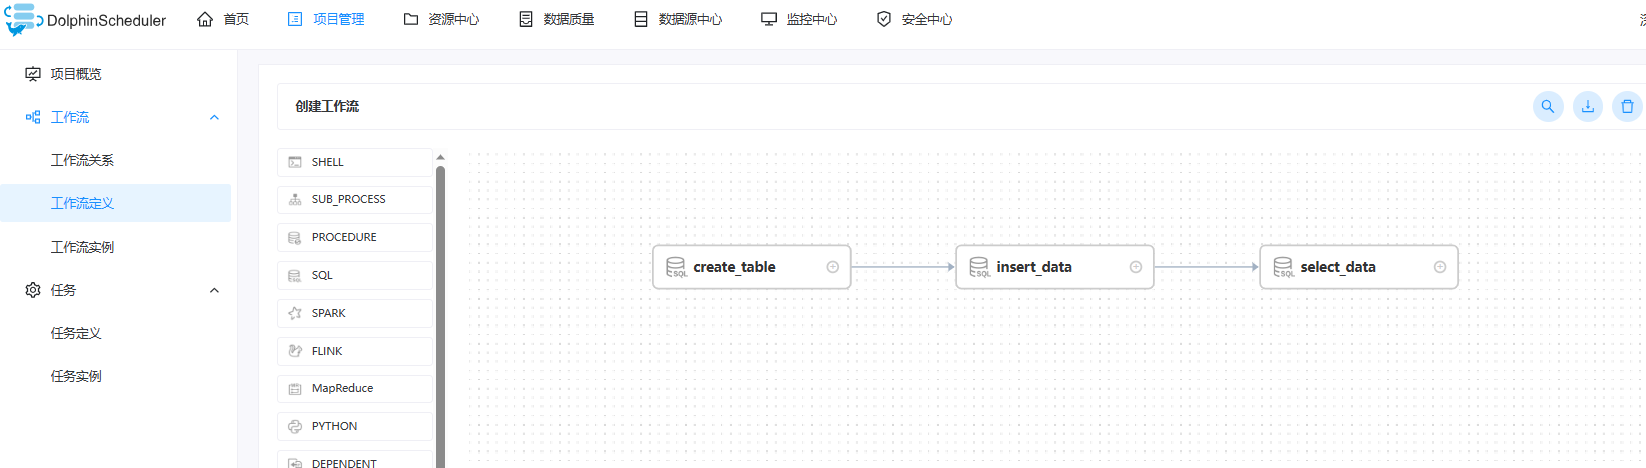 DolphinScheduler 首页 项目管理 资源中心 数据质量 数据源中心 监控中心 安全中心
项目概览
工作流
工作流关系
工作流定义
工作流实例
任务
任务定义
任务实例
创建工作流
SHELL
SUB_PROCESS
PROCEDURE
SQL
SPARK
FLINK
MapReduce
PYTHON
DEPENDENT
SQL create_table
SQL insert_data
SQL select_data